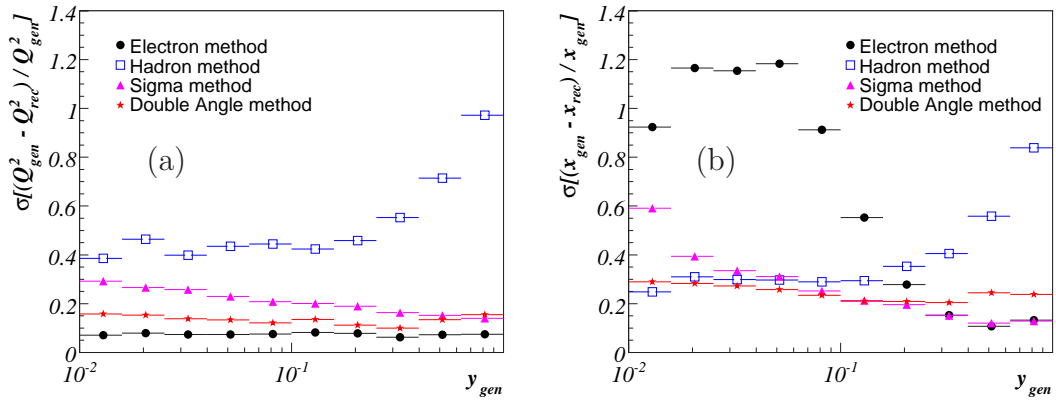 σ[(Q²gen - Q²rec) / Q²gen]
1.4
1.2
1
0.8
0.6
0.4
0.2
0
Electron method
Hadron method
Sigma method
Double Angle method
(a)
10⁻²
10⁻¹
y gen
σ[(x gen - x rec) / x gen]
1.4
1.2
1
0.8
0.6
0.4
0.2
0
Electron method
Hadron method
Sigma method
Double Angle method
(b)
10⁻²
10⁻¹
y gen